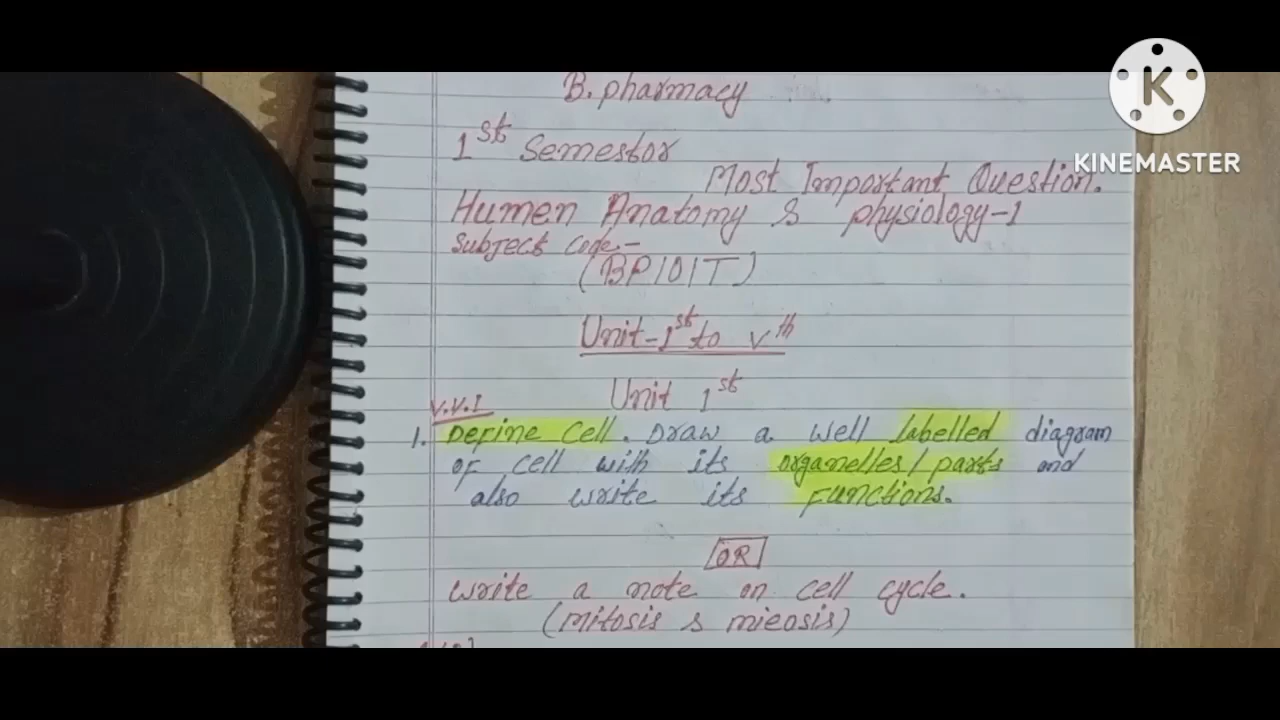 B. pharmacy
K
KINEMASTER
1st Semestor
Most Important Question.
Humen Anatomy & physiology-1
Subject code-
(BP101T)
Unit-1st to vth
Unit 1st
V.V.I
1. Define Cell. Draw a well labelled diagram
of cell with its organelles/parts and
also write its Functions.
OR
write a note on cell cycle.
(mitosis & mieosis)